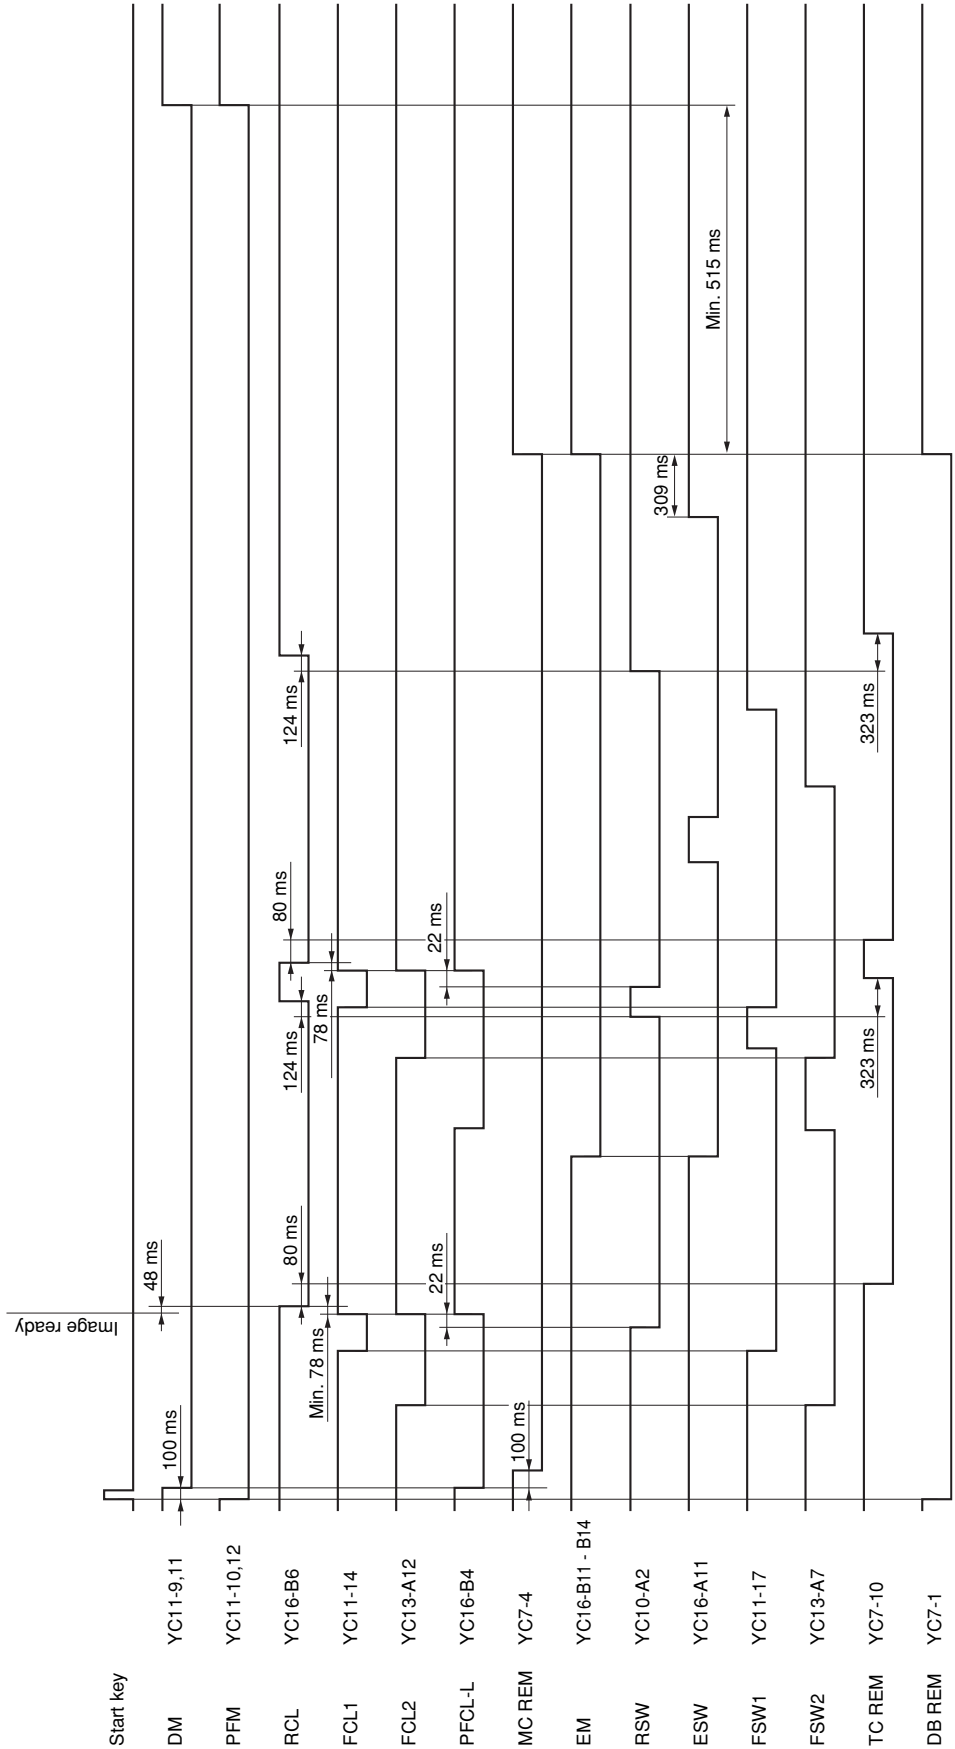 Start key
DM YC11-9,11
PFM YC11-10,12
RCL YC16-B6
FCL1 YC11-14
FCL2 YC13-A12
PFCL-L YC16-B4
MC REM YC7-4
EM YC16-B11 - B14
RSW YC10-A2
ESW YC16-A11
FSW1 YC11-17
FSW2 YC13-A7
TC REM YC7-10
DB REM YC7-1
Image ready
100 ms
48 ms
80 ms
124 ms
80 ms
124 ms
Min. 78 ms
78 ms
22 ms
22 ms
100 ms
309 ms
Min. 515 ms
323 ms
323 ms